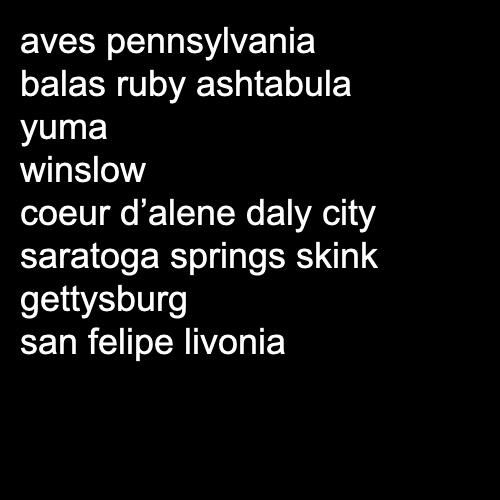 aves pennsylvania
balas ruby ashtabula
yuma
winslow
coeur d’alene daly city
saratoga springs skink
gettysburg
san felipe livonia